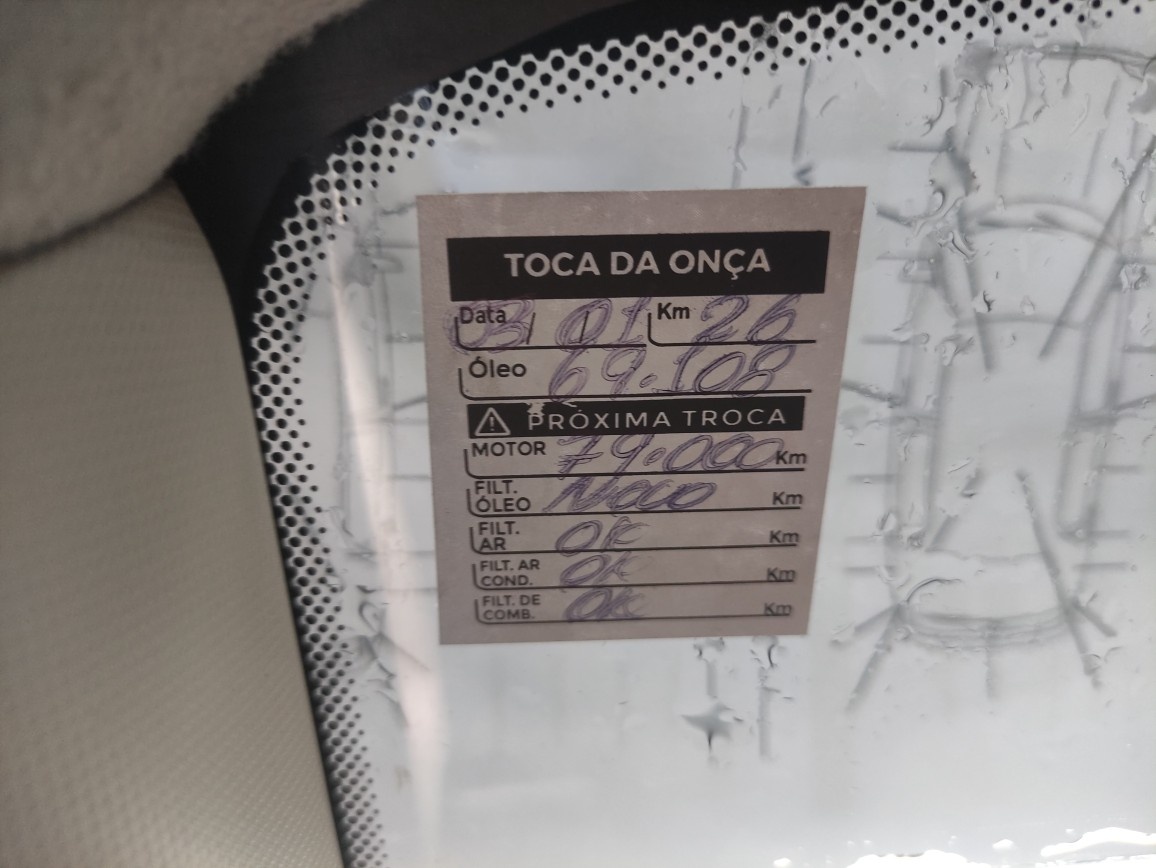 TOCA DA ONÇA
Data 03/01/ Km 26
Óleo 69.108
PRÓXIMA TROCA
MOTOR 79.000 Km
FILT. ÓLEO Novo Km
FILT. AR OK Km
FILT. AR COND. OK Km
FILT. DE COMB. OK Km